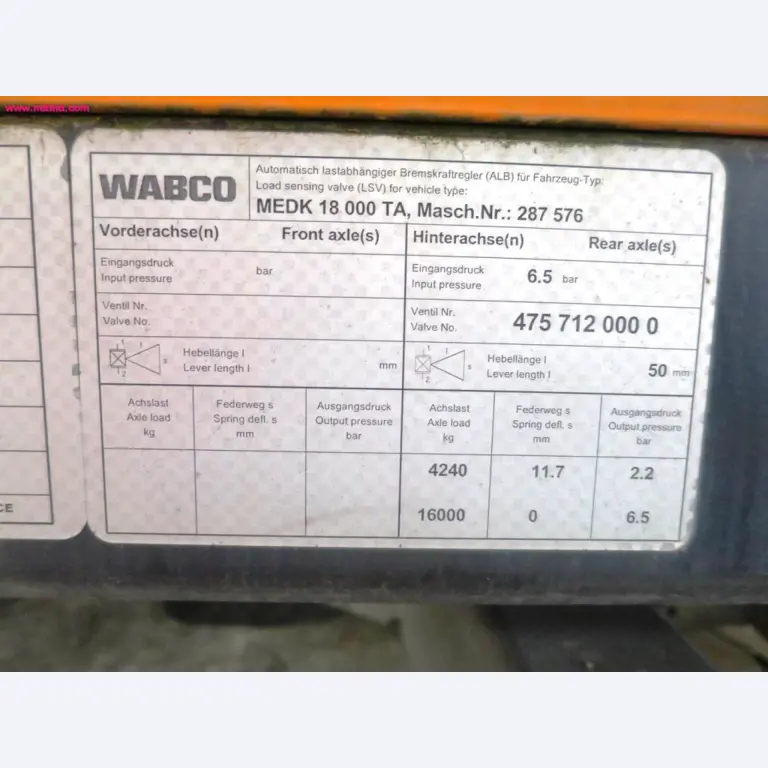 www.maxna.com
WABCO
Automatisch lastabhängiger Bremskraftregler (ALB) für Fahrzeug-Typ:
Load sensing valve (LSV) for vehicle type:
MEDK 18 000 TA, Masch.Nr.: 287 576
Vorderachse(n) Front axle(s) Hinterachse(n) Rear axle(s)
Eingangsdruck bar Eingangsdruck 6.5 bar
Input pressure Input pressure
Ventil Nr. Ventil Nr.
Valve No. Valve No. 475 712 000 0
1 l s 2 Hebellänge l 1 l s 2 Hebellänge l
Lever length l mm Lever length l 50 mm
Achslast Federweg s Ausgangsdruck Achslast Federweg s Ausgangsdruck
Axle load Spring defl. s Output pressure Axle load Spring defl. s Output pressure
kg mm bar kg mm bar
4240 11.7 2.2
16000 0 6.5
CE